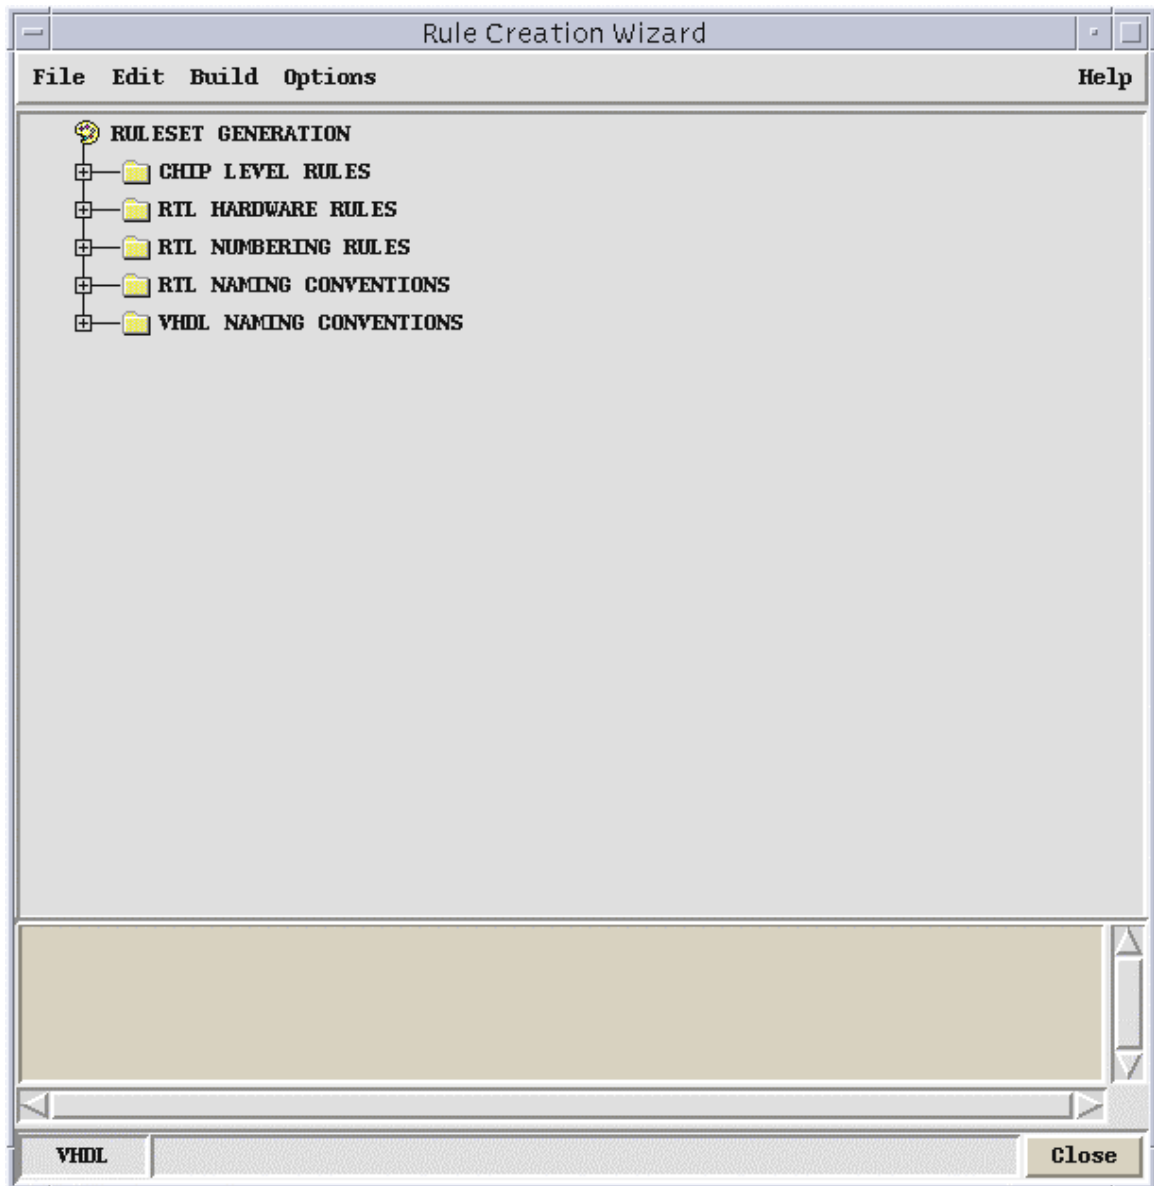 Rule Creation Wizard
File Edit Build Options Help
RULESET GENERATION
CHIP LEVEL RULES
RTL HARDWARE RULES
RTL NUMBERING RULES
RTL NAMING CONVENTIONS
VHDL NAMING CONVENTIONS
VHDL Close